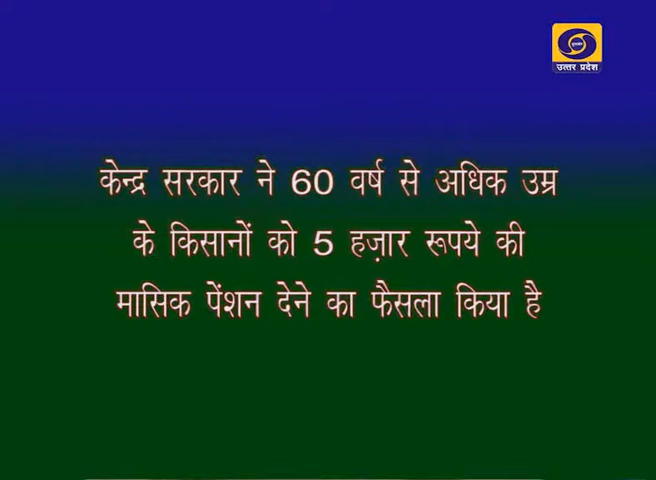 उत्तर प्रदेश
केन्द्र सरकार ने 60 वर्ष से अधिक उम्र
के किसानों को 5 हज़ार रूपये की
मासिक पेंशन देने का फैसला किया है